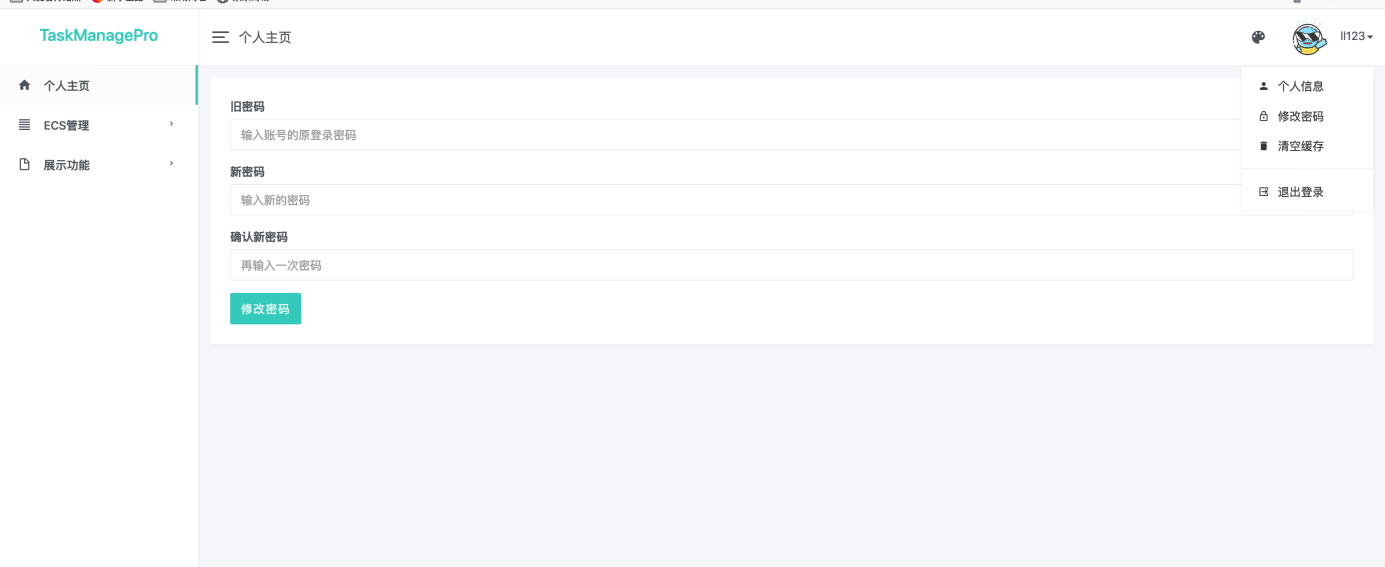 TaskManagePro
个人主页
ll123
个人主页
ECS管理
展示功能
个人信息
修改密码
清空缓存
退出登录
旧密码
输入账号的原登录密码
新密码
输入新的密码
确认新密码
再输入一次密码
修改密码